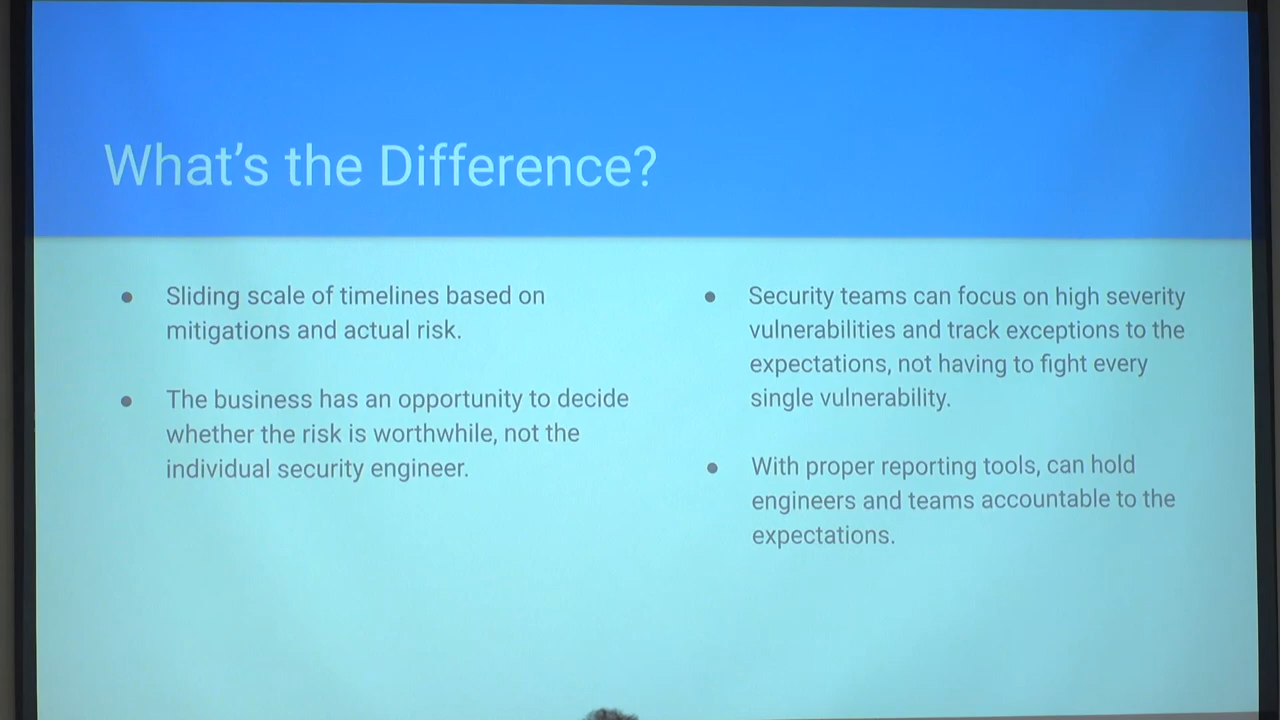 What's the Difference?
● Sliding scale of timelines based on
mitigations and actual risk.
● The business has an opportunity to decide
whether the risk is worthwhile, not the
individual security engineer.
● Security teams can focus on high severity
vulnerabilities and track exceptions to the
expectations, not having to fight every
single vulnerability.
● With proper reporting tools, can hold
engineers and teams accountable to the
expectations.